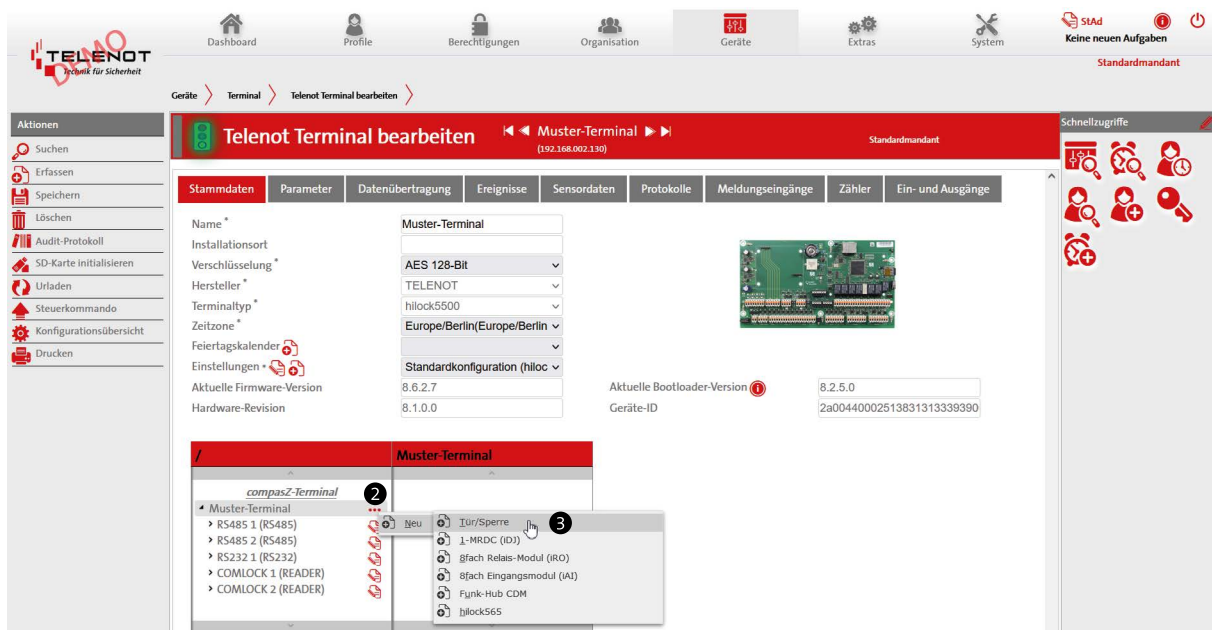 Dashboard
Profile
Berechtigungen
Organisation
Geräte
Extras
System
StAd
Keine neuen Aufgaben
Standardmandant
TELENOT
Technik für Sicherheit
DEMO
Geräte
Terminal
Telenot Terminal bearbeiten
Aktionen
Suchen
Erfassen
Speichern
Löschen
Audit-Protokoll
SD-Karte initialisieren
Urladen
Steuerkommando
Konfigurationsübersicht
Drucken
Telenot Terminal bearbeiten
Muster-Terminal
(192.168.002.130)
Standardmandant
Schnellzugriffe
Stammdaten
Parameter
Datenübertragung
Ereignisse
Sensordaten
Protokolle
Meldungseingänge
Zähler
Ein- und Ausgänge
Name * Muster-Terminal
Installationsort
Verschlüsselung * AES 128-Bit
Hersteller * TELENOT
Terminaltyp * hilock5500
Zeitzone * Europe/Berlin(Europe/Berlin
Feiertagskalender
Einstellungen * Standardkonfiguration (hiloc
Aktuelle Firmware-Version 8.6.2.7
Aktuelle Bootloader-Version 8.2.5.0
Hardware-Revision 8.1.0.0
Geräte-ID 2a00440002513831313339390
/
Muster-Terminal
compasZ-Terminal
2
Muster-Terminal
RS485 1 (RS485)
RS485 2 (RS485)
RS232 1 (RS232)
COMLOCK 1 (READER)
COMLOCK 2 (READER)
Neu
Tür/Sperre
3
1-MRDC (iDJ)
8fach Relais-Modul (iRO)
8fach Eingangsmodul (iAI)
Funk-Hub CDM
hilock565